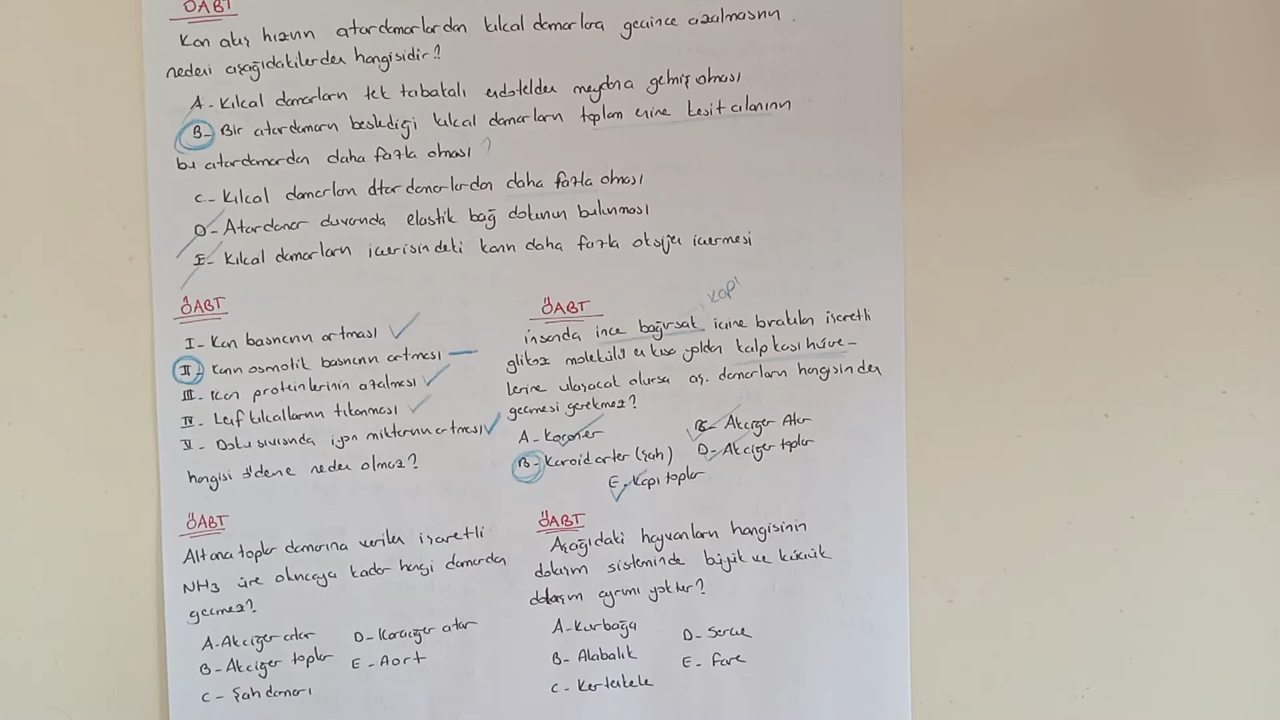 ÖABT
Kan akış hızının atardamarlardan kılcal damarlara geçince azalmasının
nedeni aşağıdakilerden hangisidir?
A- Kılcal damarların tek tabakalı endotelden meydana gelmiş olması
B- Bir atardamarın beslediği kılcal damarların toplam enine kesit alanının
bu atardamardan daha fazla olması ?
C- Kılcal damarların atardamarlardan daha fazla olması
D- Atardamar duvarında elastik bağ dokunun bulunması
E- Kılcal damarların içerisindeki kanın daha fazla oksijen içermesi
ÖABT
I- Kan basıncının artması
II- Kanın osmotik basıncının artması
III- Kan proteinlerinin azalması
IV- Lenf kılcallarının tıkanması
V- Doku sıvısında iyon miktarının artması
hangisi ödeme neden olmaz?
ÖABT
kapı
insanda ince bağırsak içine bırakılan işaretli
glikoz molekülü en kısa yoldan kalp kası hücre-
lerine ulaşacak olursa aş. damarların hangisinden
geçmesi gerekmez?
A- Koroner
C- Akciğer Atar
B- Karoid arter (şah)
D- Akciğer toplar
E- Kapı toplar
ÖABT
Alt ana toplar damarına verilen işaretli
NH3 üre oluncaya kadar hangi damardan
geçmez?
A- Akciğer atar
D- Karaciğer atar
B- Akciğer toplar
E- Aort
C- Şah damarı
ÖABT
Aşağıdaki hayvanların hangisinin
dolaşım sisteminde büyük ve küçük
dolaşım ayrımı yoktur?
A- Kurbağa
D- Serçe
B- Alabalık
E- Fare
C- Kertenkele